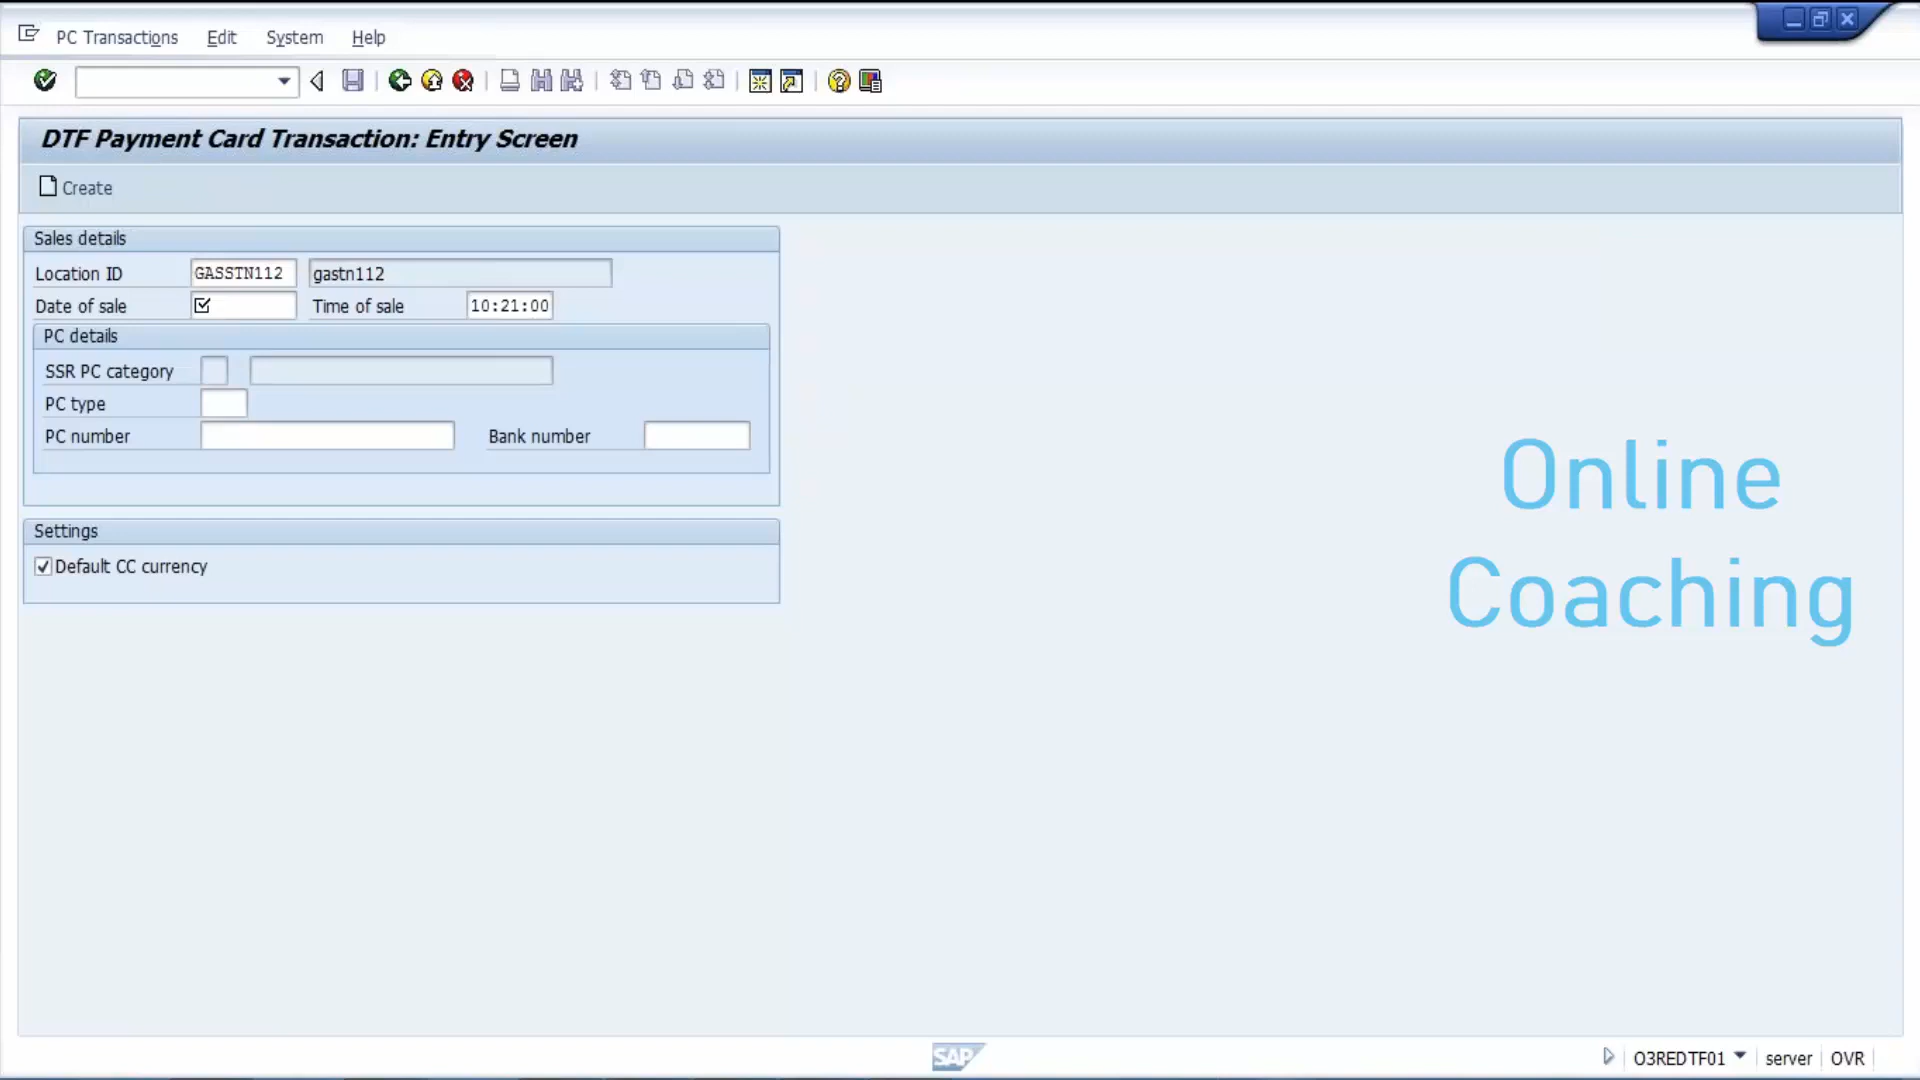 PC Transactions Edit System Help
DTF Payment Card Transaction: Entry Screen
Create
Sales details
Location ID GASSTN112 gastn112
Date of sale Time of sale 10:21:00
PC details
SSR PC category
PC type
PC number Bank number
Settings
Default CC currency
Online
Coaching
SAP O3REDTF01 server OVR